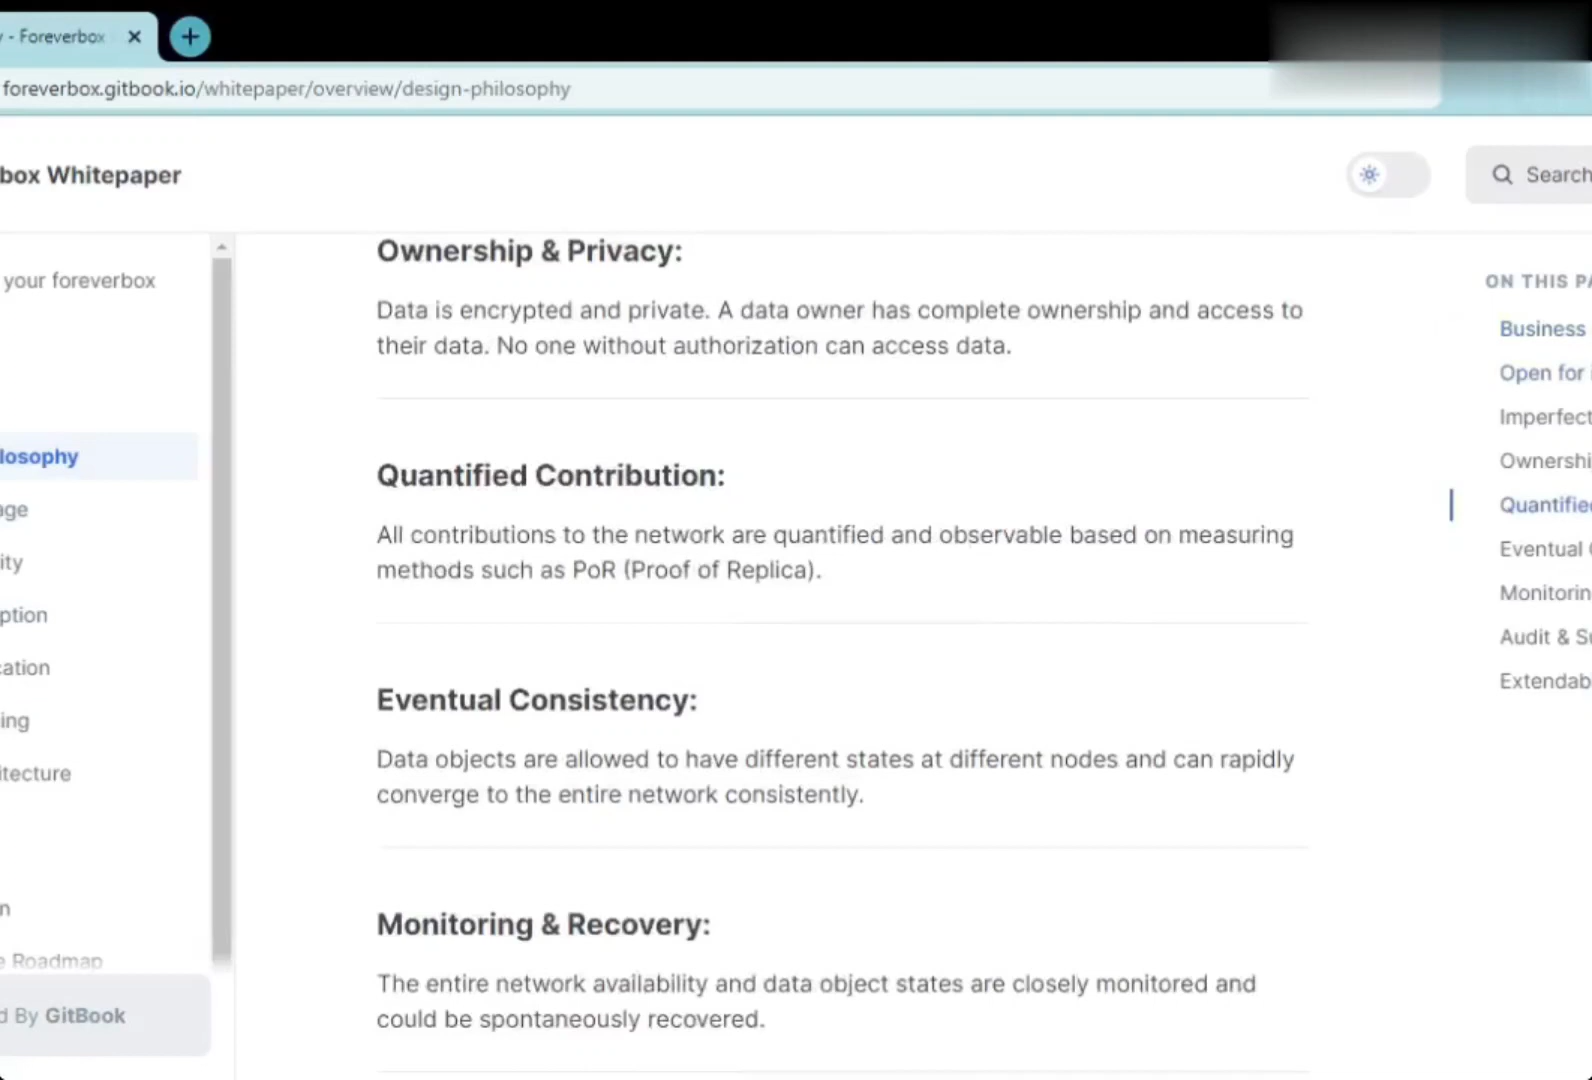 - Foreverbox
foreverbox.gitbook.io/whitepaper/overview/design-philosophy
box Whitepaper
Search
your foreverbox
losophy
age
ity
ption
cation
ing
itecture
n
e Roadmap
d By GitBook
Ownership & Privacy:
Data is encrypted and private. A data owner has complete ownership and access to
their data. No one without authorization can access data.
Quantified Contribution:
All contributions to the network are quantified and observable based on measuring
methods such as PoR (Proof of Replica).
Eventual Consistency:
Data objects are allowed to have different states at different nodes and can rapidly
converge to the entire network consistently.
Monitoring & Recovery:
The entire network availability and data object states are closely monitored and
could be spontaneously recovered.
ON THIS PA
Business
Open for i
Imperfect
Ownershi
Quantified
Eventual C
Monitorin
Audit & Su
Extendab